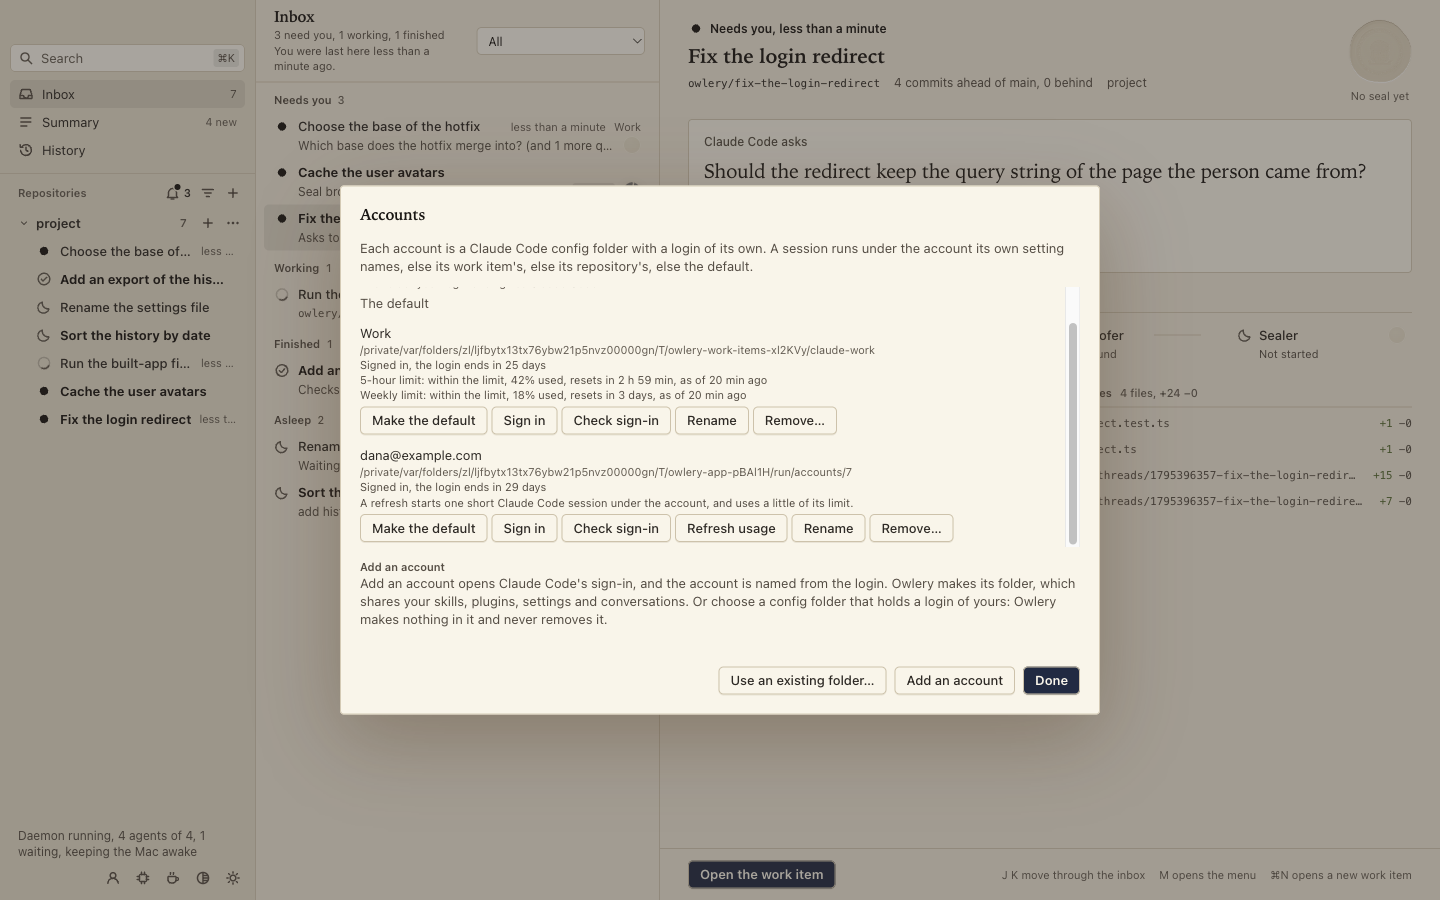 Search
⌘K
Inbox
7
Summary
4 new
History
Repositories
3
project
7
Choose the base of...
less ...
Add an export of the his...
Rename the settings file
Sort the history by date
Run the built-app fi...
less ...
Cache the user avatars
Fix the login redirect
less t...
Daemon running, 4 agents of 4, 1
waiting, keeping the Mac awake
Inbox
3 need you, 1 working, 1 finished
You were last here less than a
minute ago.
All
Needs you 3
Choose the base of the hotfix
less than a minute
Work
Which base does the hotfix merge into? (and 1 more q...
Cache the user avatars
Seal bro
Fix the
Asks to
Working 1
Run the
owlery/
Finished 1
Add an
Checks
Asleep 2
Renam
Waiting
Sort th
add his
Needs you, less than a minute
Fix the login redirect
owlery/fix-the-login-redirect
4 commits ahead of main, 0 behind
project
No seal yet
Claude Code asks
Should the redirect keep the query string of the page the person came from?
ofer
und
Sealer
Not started
es 4 files, +24 −0
ect.test.ts
+1 −0
ect.ts
+1 −0
threads/1795396357-fix-the-login-redir…
+15 −0
threads/1795396357-fix-the-login-redire…
+7 −0
Open the work item
J K move through the inbox
M opens the menu
⌘N opens a new work item
Accounts
Each account is a Claude Code config folder with a login of its own. A session runs under the account its own setting
names, else its work item's, else its repository's, else the default.
The default
Work
/private/var/folders/zl/ljfbytx13tx76ybw21p5nvz00000gn/T/owlery-work-items-xl2KVy/claude-work
Signed in, the login ends in 25 days
5-hour limit: within the limit, 42% used, resets in 2 h 59 min, as of 20 min ago
Weekly limit: within the limit, 18% used, resets in 3 days, as of 20 min ago
Make the default
Sign in
Check sign-in
Rename
Remove...
dana@example.com
/private/var/folders/zl/ljfbytx13tx76ybw21p5nvz00000gn/T/owlery-app-pBAl1H/run/accounts/7
Signed in, the login ends in 29 days
A refresh starts one short Claude Code session under the account, and uses a little of its limit.
Make the default
Sign in
Check sign-in
Refresh usage
Rename
Remove...
Add an account
Add an account opens Claude Code's sign-in, and the account is named from the login. Owlery makes its folder, which
shares your skills, plugins, settings and conversations. Or choose a config folder that holds a login of yours: Owlery
makes nothing in it and never removes it.
Use an existing folder...
Add an account
Done